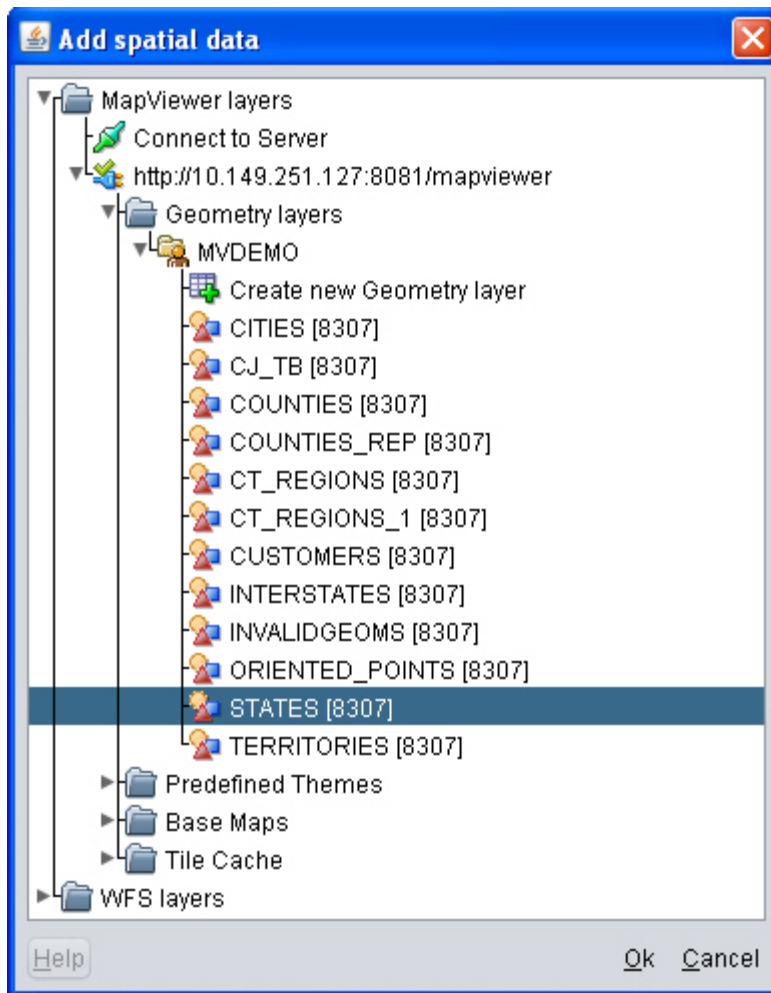 Add spatial data
MapViewer layers
Connect to Server
http://10.149.251.127:8081/mapviewer
Geometry layers
MVDEMO
Create new Geometry layer
CITIES [8307]
CJ_TB [8307]
COUNTIES [8307]
COUNTIES_REP [8307]
CT_REGIONS [8307]
CT_REGIONS_1 [8307]
CUSTOMERS [8307]
INTERSTATES [8307]
INVALIDGEOMS [8307]
ORIENTED_POINTS [8307]
STATES [8307]
TERRITORIES [8307]
Predefined Themes
Base Maps
Tile Cache
WFS layers
Help Ok Cancel